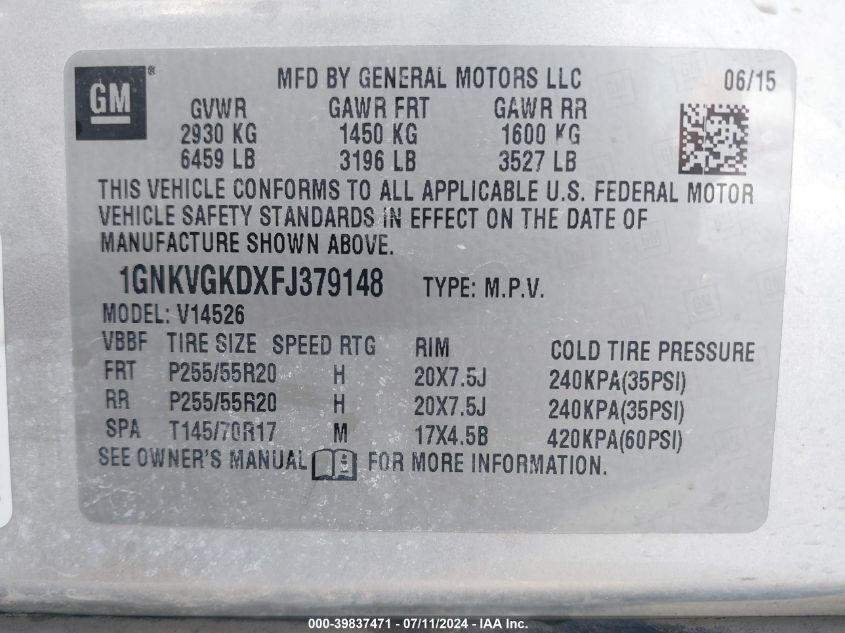 GM ® MFD BY GENERAL MOTORS LLC 06/15
GVWR GAWR FRT GAWR RR
2930 KG 1450 KG 1600 KG
6459 LB 3196 LB 3527 LB
THIS VEHICLE CONFORMS TO ALL APPLICABLE U.S. FEDERAL MOTOR
VEHICLE SAFETY STANDARDS IN EFFECT ON THE DATE OF
MANUFACTURE SHOWN ABOVE.
1GNKVGKDXFJ379148 TYPE: M.P.V.
MODEL: V14526
VBBF TIRE SIZE SPEED RTG RIM COLD TIRE PRESSURE
FRT P255/55R20 H 20X7.5J 240KPA(35PSI)
RR P255/55R20 H 20X7.5J 240KPA(35PSI)
SPA T145/70R17 M 17X4.5B 420KPA(60PSI)
SEE OWNER'S MANUAL FOR MORE INFORMATION.
000-39837471 - 07/11/2024 - IAA Inc.